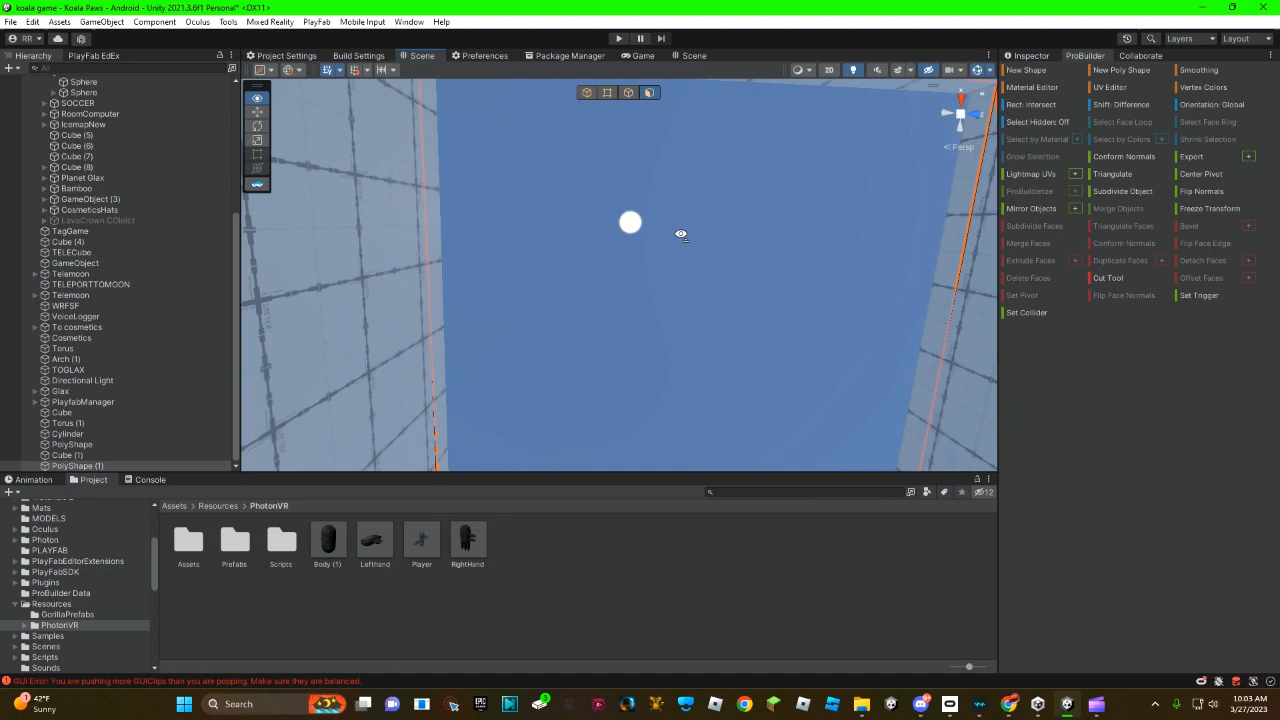 koala game - Koala Paws - Android - Unity 2021.3.6f1 Personal* <DX11>
File Edit Assets GameObject Component Oculus Tools Mixed Reality PlayFab Mobile Input Window Help
RR Layers Layout
Hierarchy PlayFab EdEx Project Settings Build Settings Scene Preferences Package Manager Game Scene Inspector ProBuilder Collaborate
All 2D
New Shape New Poly Shape Smoothing
Material Editor UV Editor Vertex Colors
Rect: Intersect Shift: Difference Orientation: Global
Select Hidden: Off Select Face Loop Select Face Ring
Select by Material + Select by Colors + Shrink Selection
Grow Selection Conform Normals Export +
Lightmap UVs + Triangulate Center Pivot
ProBuilderize + Subdivide Object Flip Normals
Mirror Objects + Merge Objects Freeze Transform
Subdivide Faces Triangulate Faces Bevel +
Merge Faces Conform Normals Flip Face Edge
Extrude Faces + Duplicate Faces + Detach Faces +
Delete Faces Cut Tool Offset Faces +
Set Pivot Flip Face Normals Set Trigger
Set Collider
x
z
< Persp
Sphere
Sphere
SOCCER
RoomComputer
IcemapNew
Cube (5)
Cube (6)
Cube (7)
Cube (8)
Planet Glax
Bamboo
GameObject (3)
CosmeticsHats
LavaCrown COleict
TagGame
Cube (4)
TELECube
GameObject
Telemoon
TELEPORTTOMOON
Telemoon
WRFSF
VoiceLogger
To cosmetics
Cosmetics
Torus
Arch (1)
TOGLAX
Directional Light
Glax
PlayfabManager
Cube
Torus (1)
Cylinder
PolyShape
Cube (1)
PolyShape (1)
Animation Project Console
12
Mats
MODELS
Oculus
Photon
PLAYFAB
PlayFabEditorExtensions
PlayFabSDK
Plugins
ProBuilder Data
Resources
GorillaPrefabs
PhotonVR
Samples
Scenes
Scripts
Sounds
Assets > Resources > PhotonVR
Assets Prefabs Scripts Body (1) Lefthand Player RightHand
GUI Error: You are pushing more GUIClips than you are popping. Make sure they are balanced.
42°F
Sunny
Search
10:03 AM
3/27/2023